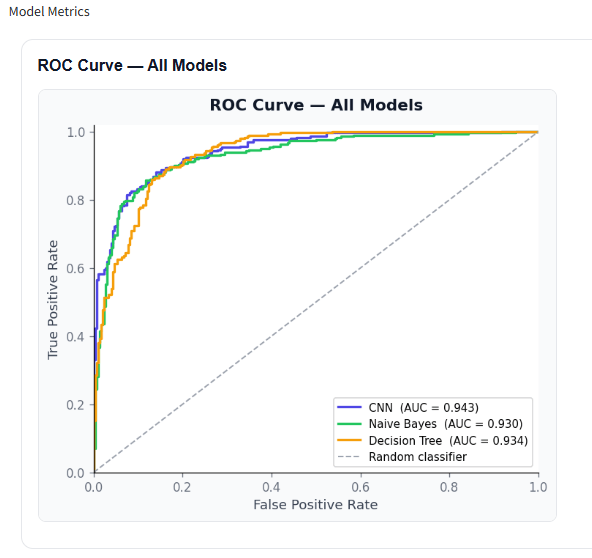 Model Metrics
ROC Curve — All Models
ROC Curve — All Models
1.0
0.8
0.6
0.4
0.2
0.0
True Positive Rate
CNN (AUC = 0.943)
Naive Bayes (AUC = 0.930)
Decision Tree (AUC = 0.934)
Random classifier
0.0 0.2 0.4 0.6 0.8 1.0
False Positive Rate